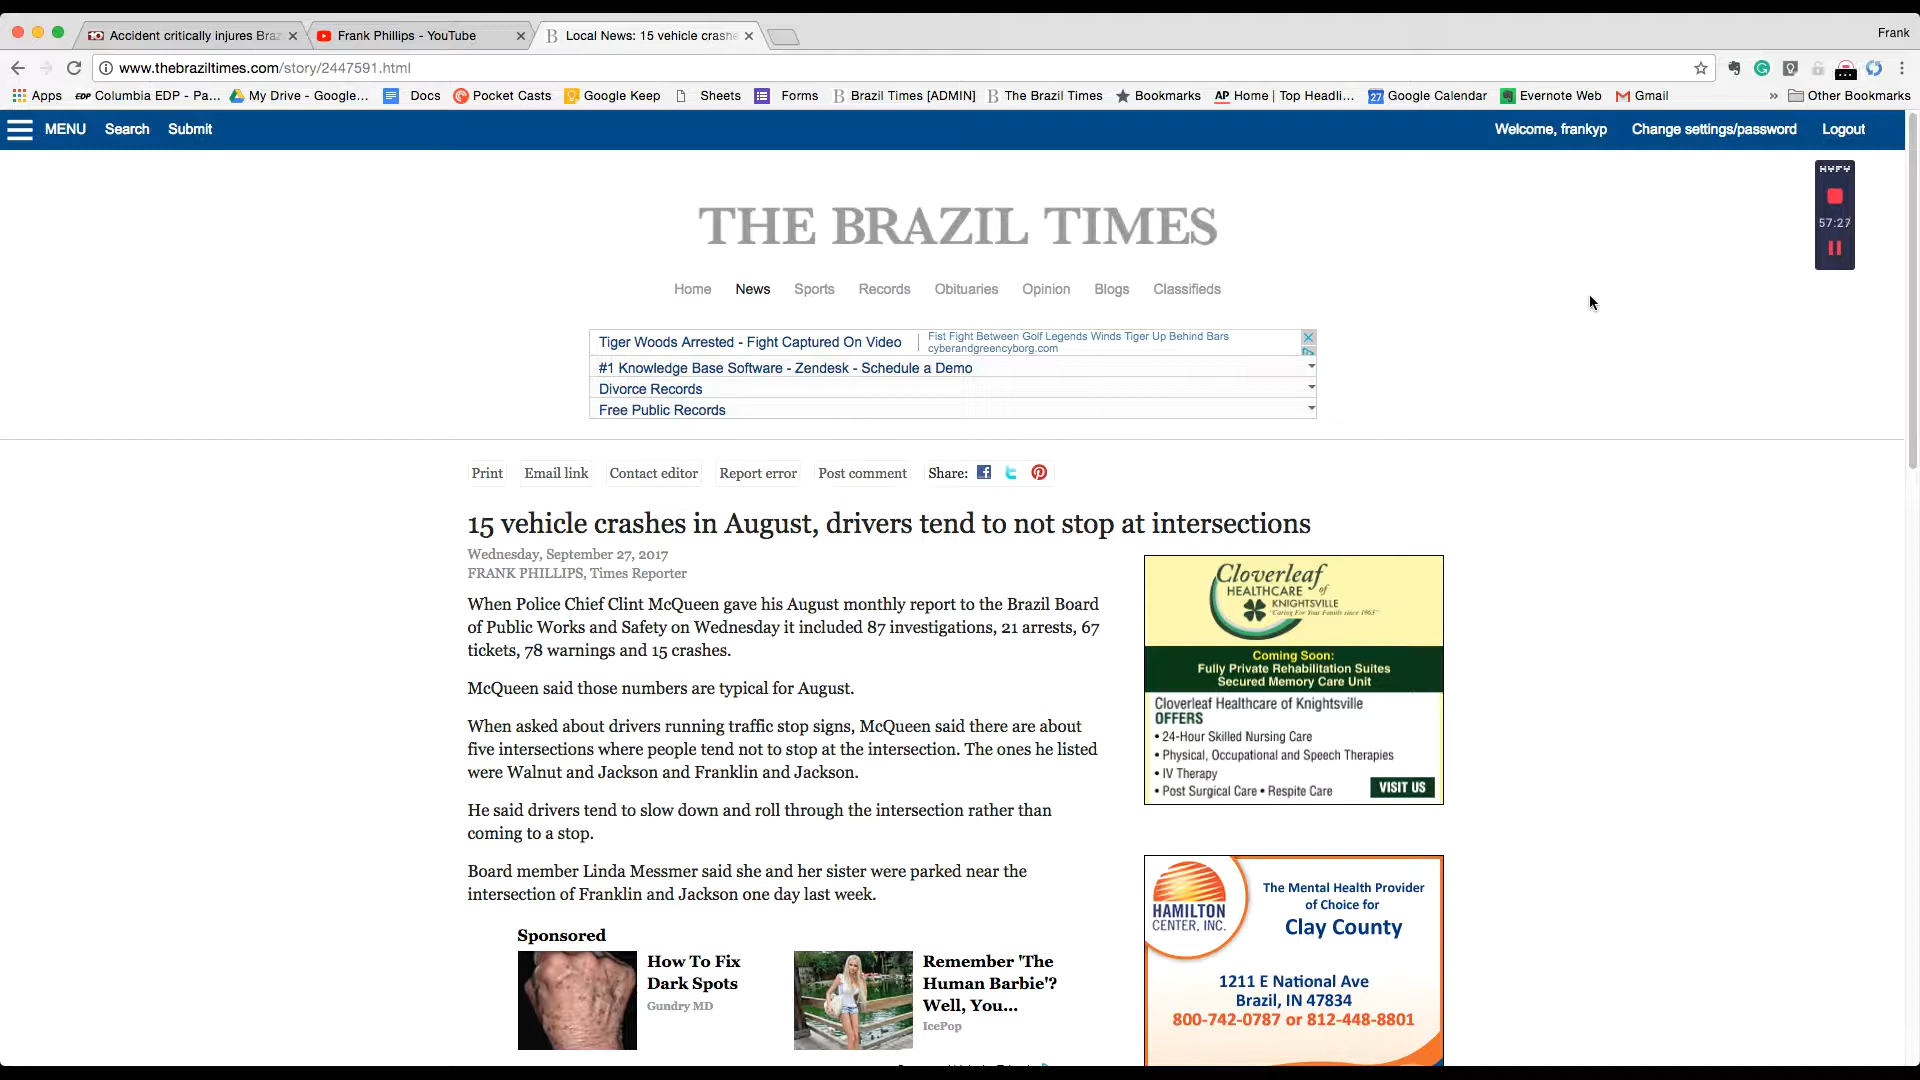 Accident critically injures Braz
Frank Phillips - YouTube
Local News: 15 vehicle crashe
Frank
www.thebraziltimes.com/story/2447591.html
Apps
EDP Columbia EDP - Pa...
My Drive - Google...
Docs
Pocket Casts
Google Keep
Sheets
Forms
B Brazil Times [ADMIN]
B The Brazil Times
Bookmarks
AP Home | Top Headli...
27 Google Calendar
Evernote Web
Gmail
»
Other Bookmarks
MENU
Search
Submit
Welcome, frankyp
Change settings/password
Logout
HYFY
57:27
THE BRAZIL TIMES
Home
News
Sports
Records
Obituaries
Opinion
Blogs
Classifieds
Tiger Woods Arrested - Fight Captured On Video
Fist Fight Between Golf Legends Winds Tiger Up Behind Bars
cyberandgreencyborg.com
#1 Knowledge Base Software - Zendesk - Schedule a Demo
Divorce Records
Free Public Records
Print
Email link
Contact editor
Report error
Post comment
Share:
15 vehicle crashes in August, drivers tend to not stop at intersections
Wednesday, September 27, 2017
FRANK PHILLIPS, Times Reporter
When Police Chief Clint McQueen gave his August monthly report to the Brazil Board
of Public Works and Safety on Wednesday it included 87 investigations, 21 arrests, 67
tickets, 78 warnings and 15 crashes.
McQueen said those numbers are typical for August.
When asked about drivers running traffic stop signs, McQueen said there are about
five intersections where people tend not to stop at the intersection. The ones he listed
were Walnut and Jackson and Franklin and Jackson.
He said drivers tend to slow down and roll through the intersection rather than
coming to a stop.
Board member Linda Messmer said she and her sister were parked near the
intersection of Franklin and Jackson one day last week.
Sponsored
How To Fix
Dark Spots
Gundry MD
Remember 'The
Human Barbie'?
Well, You...
IcePop
Cloverleaf
HEALTHCARE of
KNIGHTSVILLE
"Caring For Your Family since 1963"
Coming Soon:
Fully Private Rehabilitation Suites
Secured Memory Care Unit
Cloverleaf Healthcare of Knightsville
OFFERS
• 24-Hour Skilled Nursing Care
• Physical, Occupational and Speech Therapies
• IV Therapy
• Post Surgical Care • Respite Care
VISIT US
HAMILTON
CENTER, INC.
The Mental Health Provider
of Choice for
Clay County
1211 E National Ave
Brazil, IN 47834
800-742-0787 or 812-448-8801